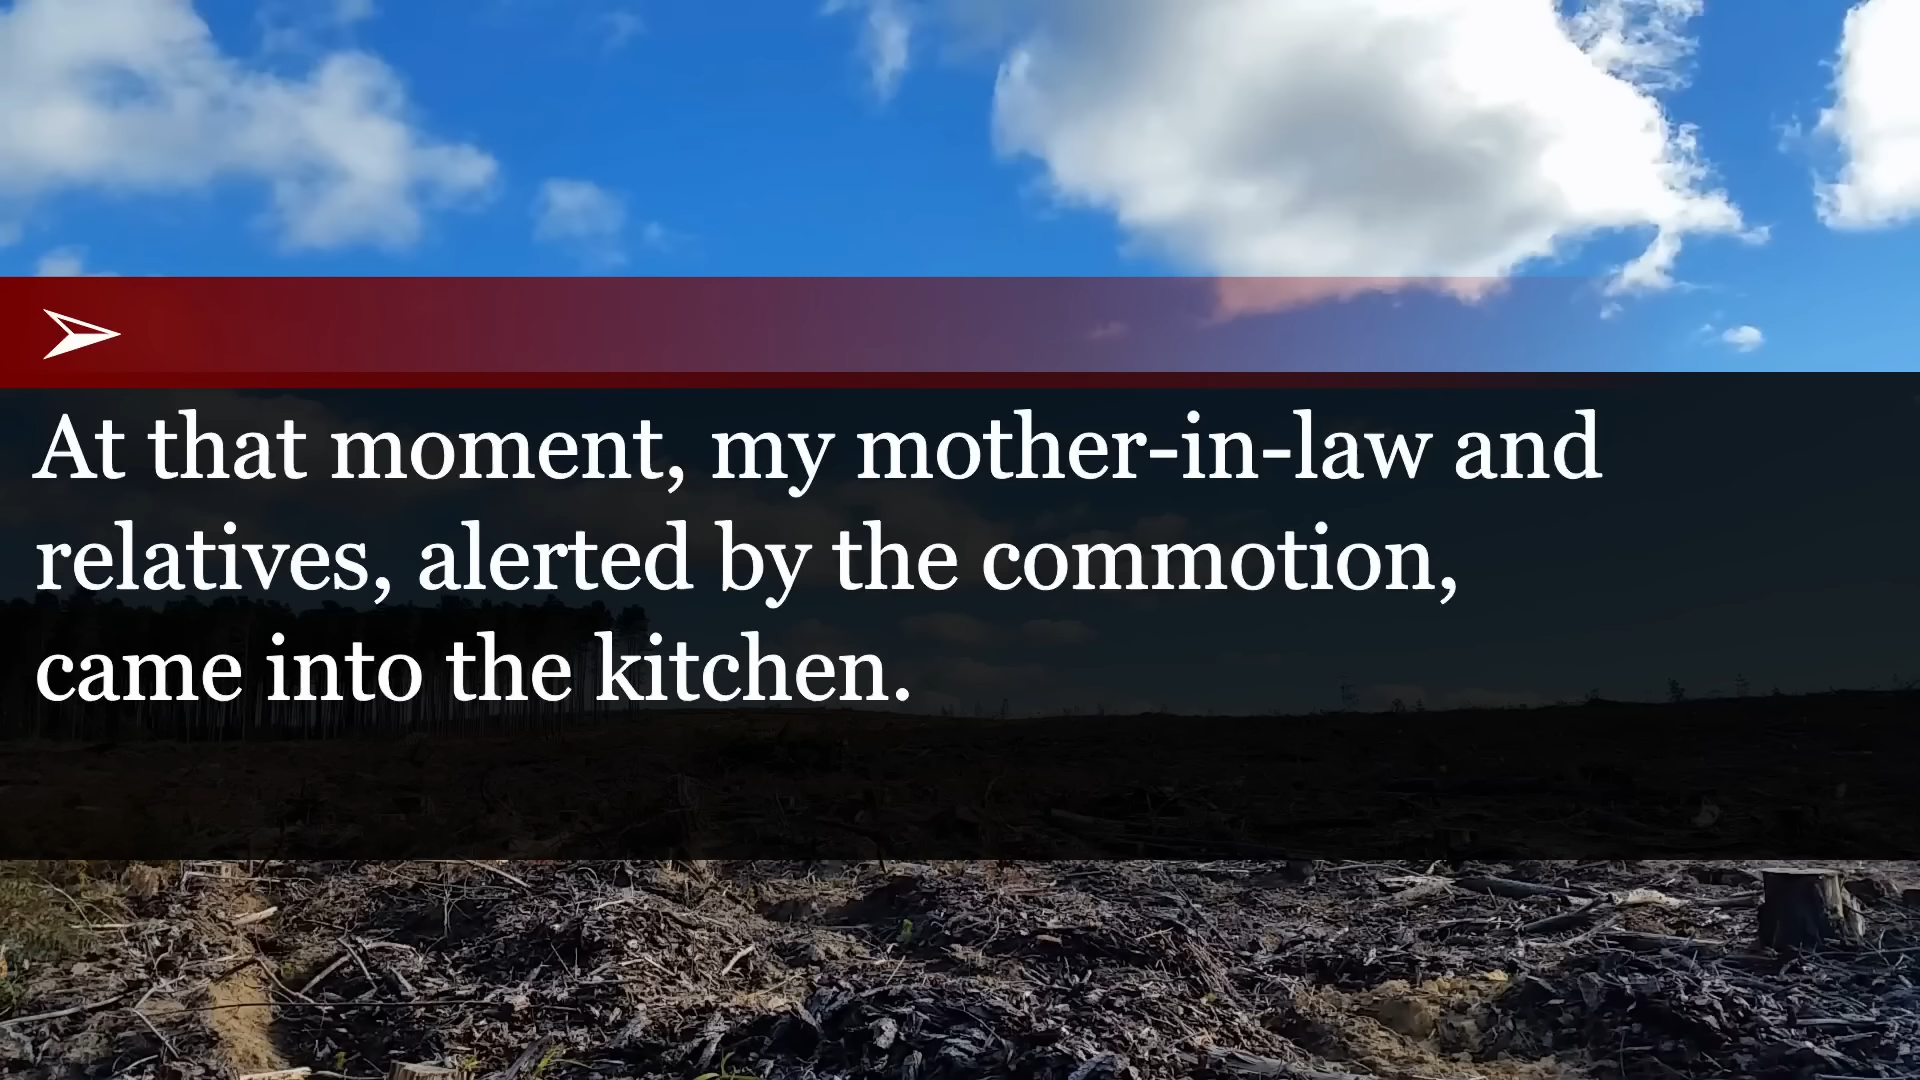 At that moment, my mother-in-law and
relatives, alerted by the commotion,
came into the kitchen.